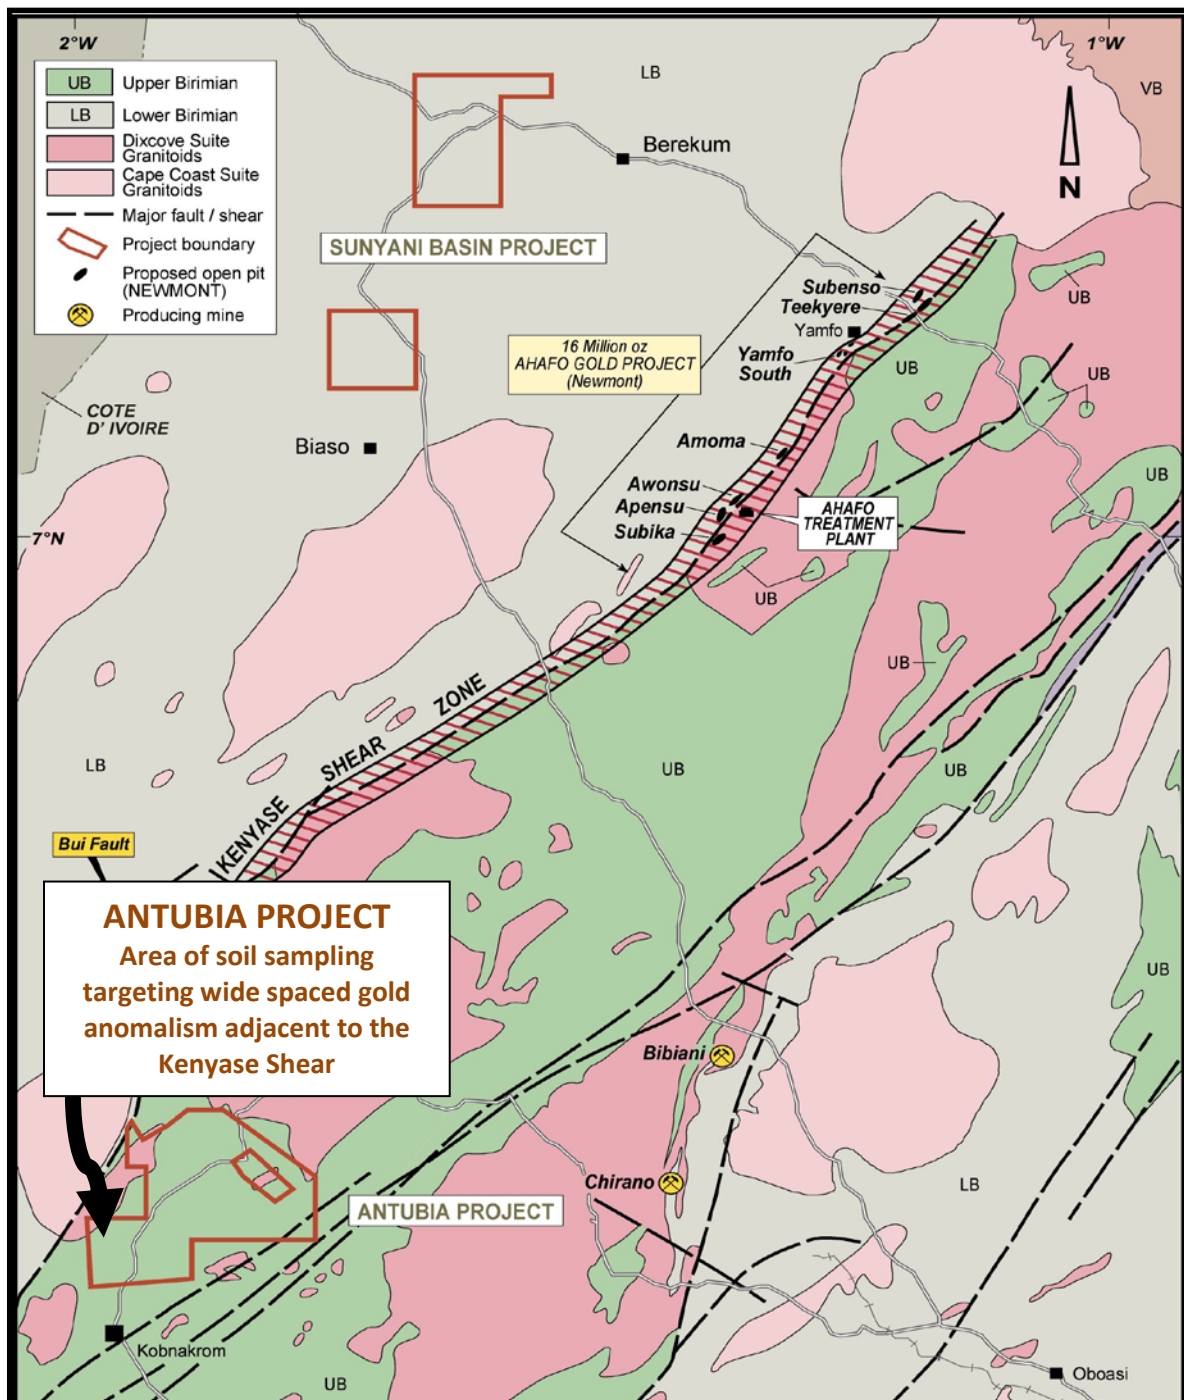 2°W
1°W
UB Upper Birimian
LB Lower Birimian
Dixcove Suite
Granitoids
Cape Coast Suite
Granitoids
Major fault / shear
Project boundary
Proposed open pit
(NEWMONT)
Producing mine
LB
VB
Berekum
N
SUNYANI BASIN PROJECT
Subenso
Teekyere
Yamfo
UB
16 Million oz
AHAFO GOLD PROJECT
(Newmont)
Yamfo
South
UB
UB
COTE
D' IVOIRE
Biaso
Amoma
Awonsu
Apensu
Subika
AHAFO
TREATMENT
PLANT
UB
7°N
UB
UB
KENYASE SHEAR ZONE
LB
UB
UB
Bui Fault
ANTUBIA PROJECT
Area of soil sampling
targeting wide spaced gold
anomalism adjacent to the
Kenyase Shear
UB
Bibiani
Chirano
LB
ANTUBIA PROJECT
Kobnakrom
UB
Oboasi